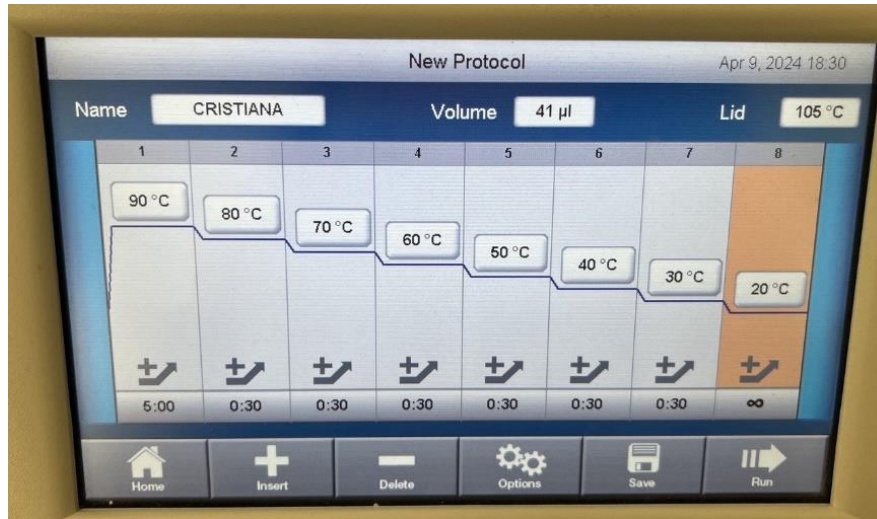 New Protocol Apr 9, 2024 18:30
Name CRISTIANA Volume 41 µl Lid 105 °C
1 2 3 4 5 6 7 8
90 °C
80 °C
70 °C
60 °C
50 °C
40 °C
30 °C
20 °C
5:00 0:30 0:30 0:30 0:30 0:30 0:30 ∞
Home Insert Delete Options Save Run